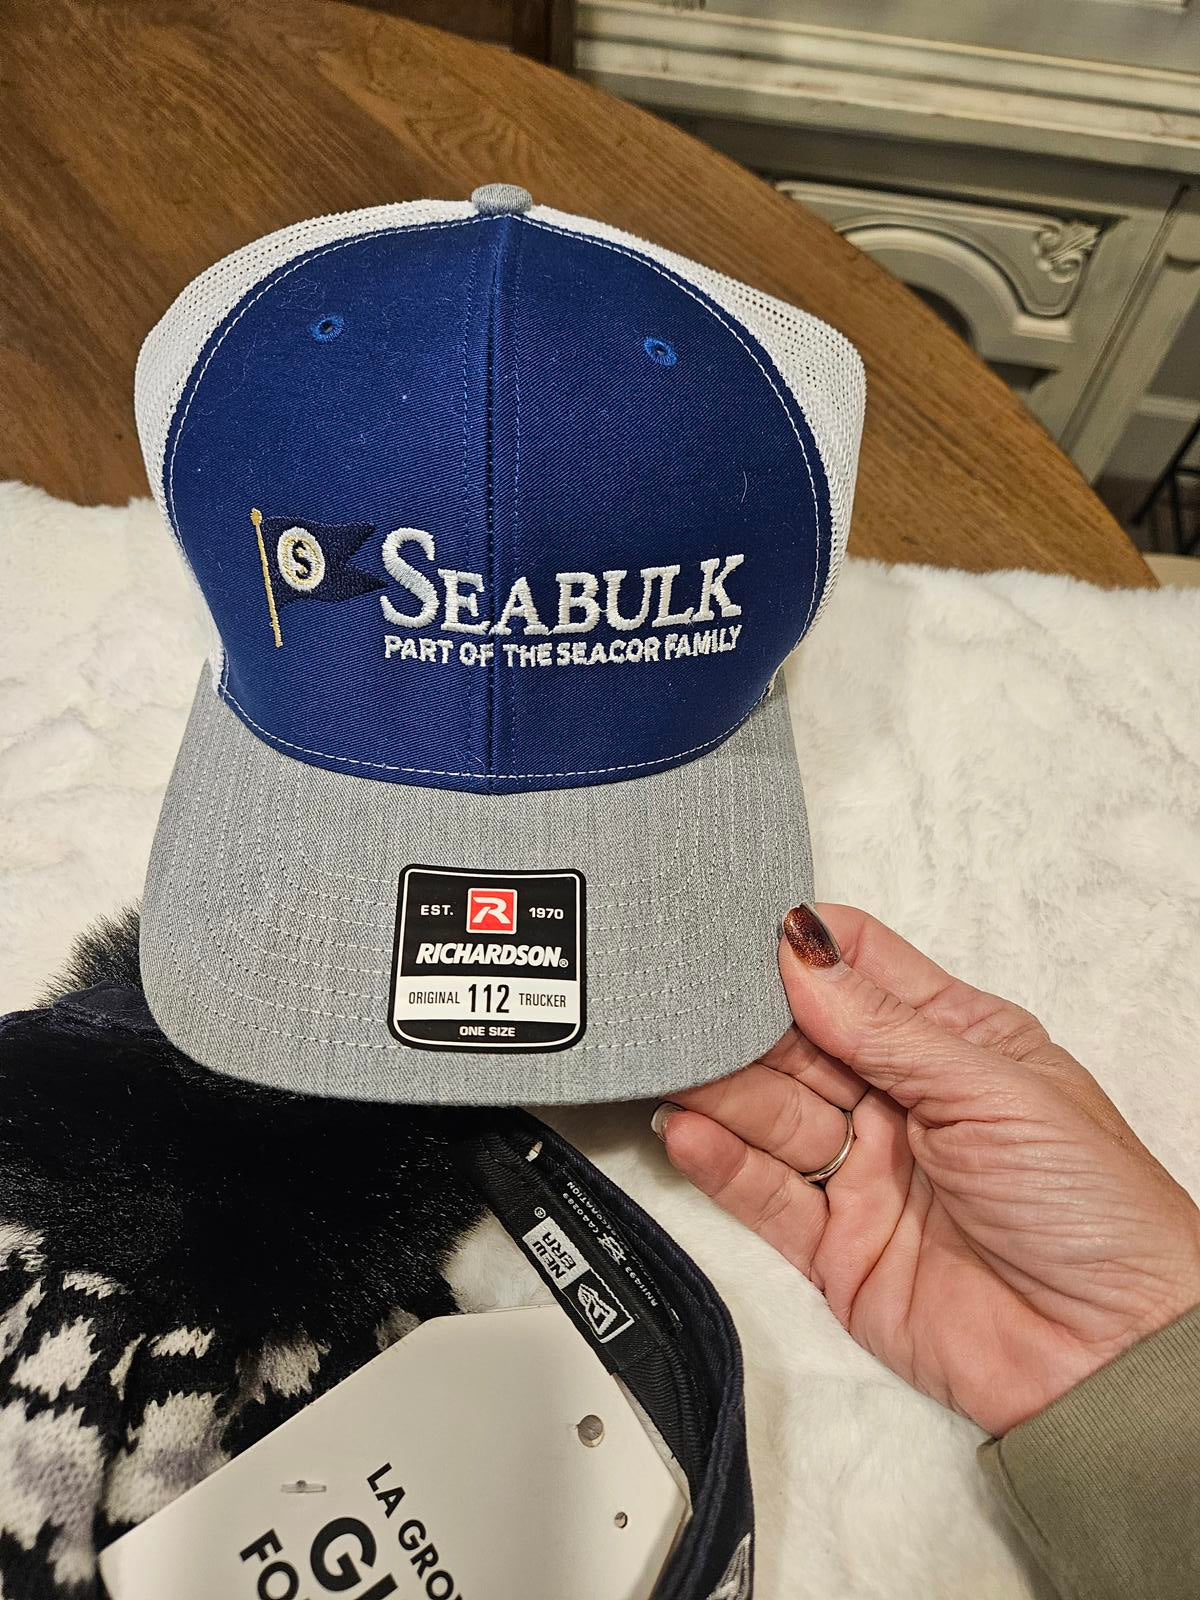 S
SEABULK
PART OF THE SEACOR FAMILY
EST. R 1970
RICHARDSON®
ORIGINAL 112 TRUCKER
ONE SIZE
NEW ERA®
RN11493
LA GRO
GI
FO